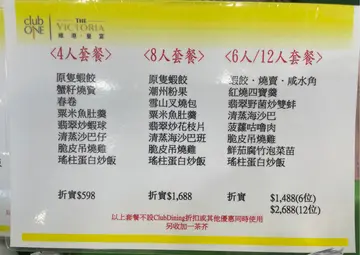 club ONE
THE VICTORIA
維港・宴宴
<4人套餐>
原隻蝦餃
蟹籽燒賣
春卷
粟米魚肚羹
翡翠炒蝦球
清蒸沙巴仔
脆皮吊燒雞
瑤柱蛋白炒飯
折實$598
<8人套餐>
原隻蝦餃
潮州粉果
雪山叉燒包
粟米魚肚羹
翡翠炒花枝片
清蒸海沙巴班
脆皮吊燒雞
瑤柱蛋白炒飯
折實$1,688
<6人/12人套餐>
蝦餃・燒賣・咸水角
紅燒四寶羹
翡翠野菌炒雙蚌
清蒸海沙巴
菠蘿咕嚕肉
脆皮吊燒雞
鮮茄腐竹泡菜苗
瑤柱蛋白炒飯
折實 $1,488(6位)
$2,688(12位)
以上套餐不設ClubDining折扣或其他優惠同時使用
另收加一茶芥